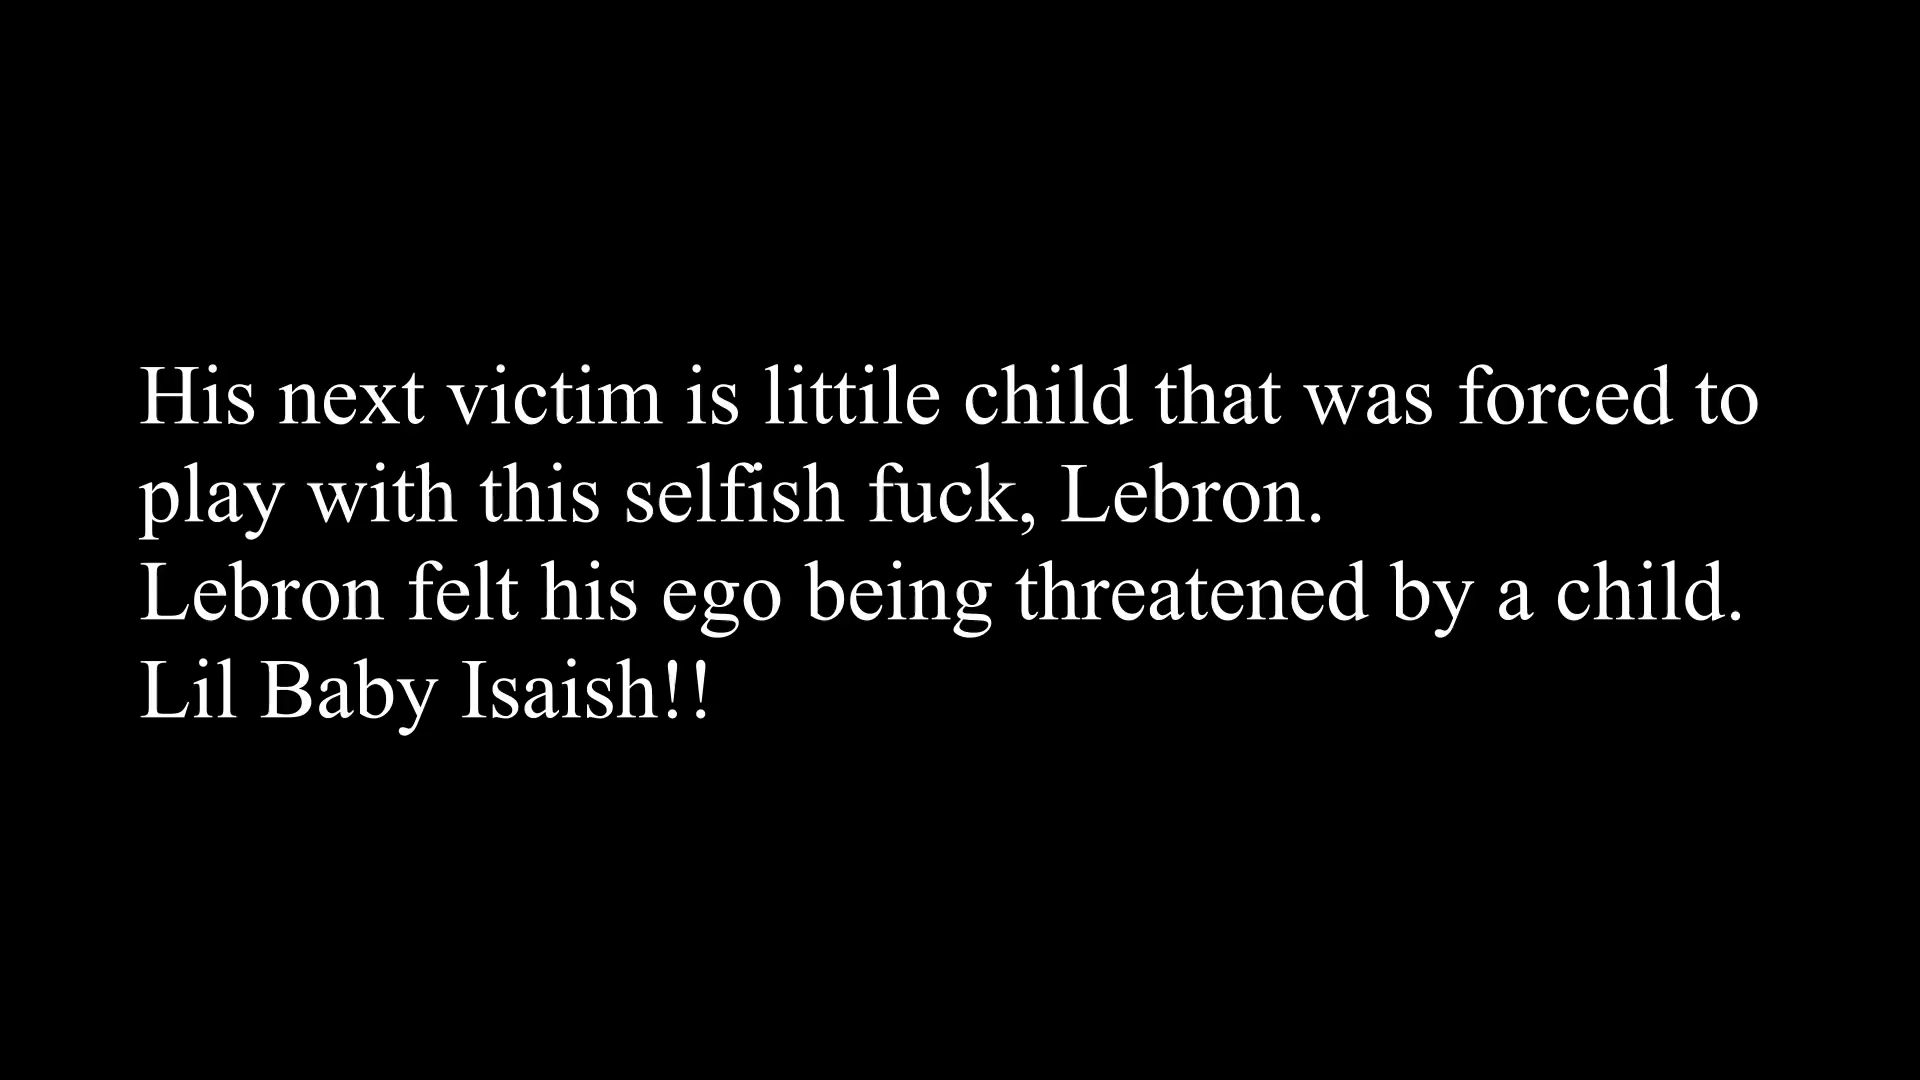 His next victim is littile child that was forced to
play with this selfish fuck, Lebron.
Lebron felt his ego being threatened by a child.
Lil Baby Isaish!!